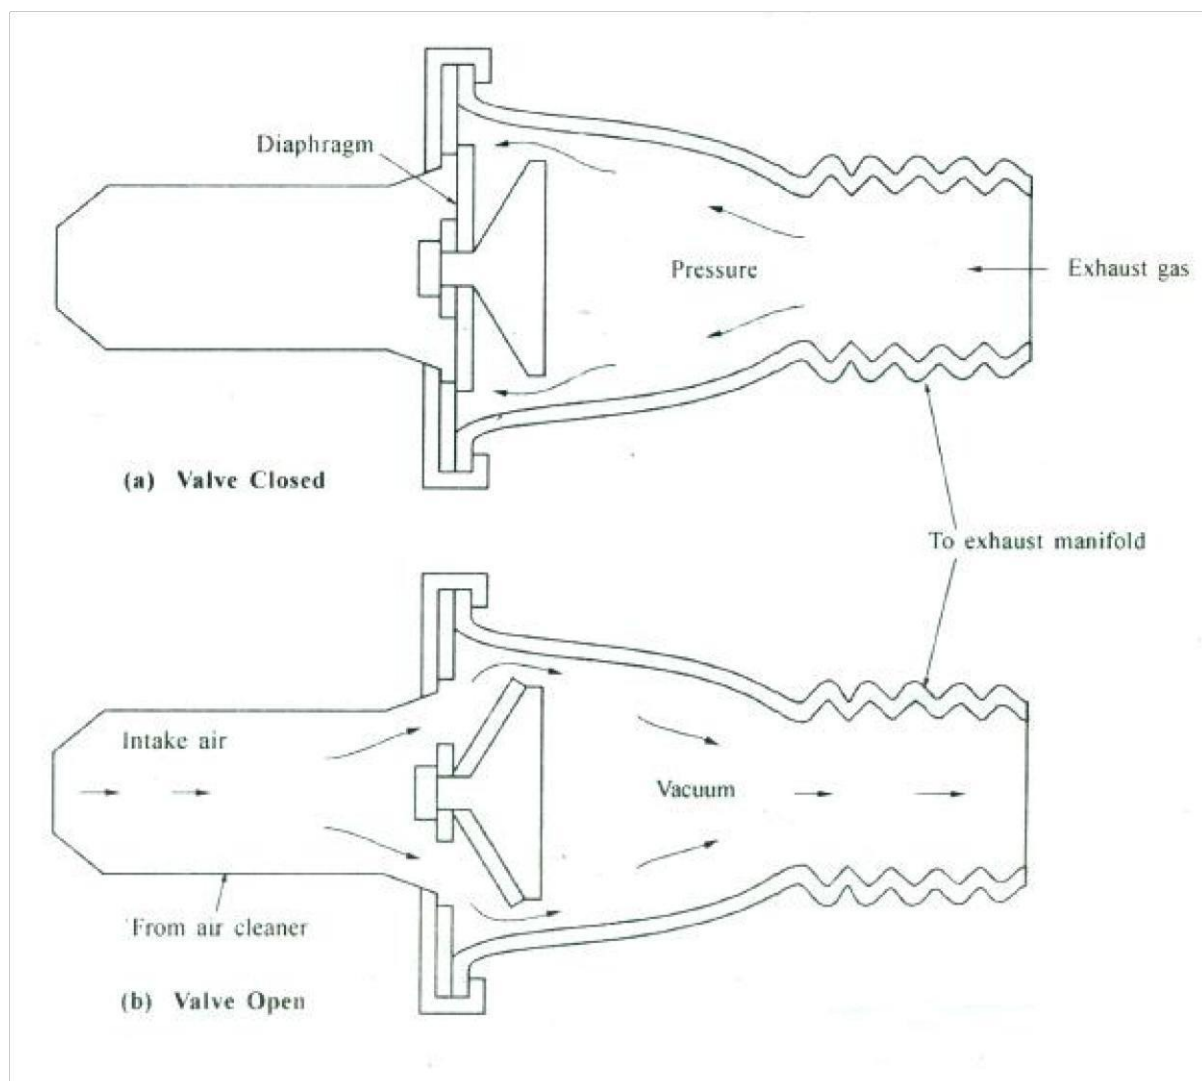 Diaphragm
Pressure
Exhaust gas
(a) Valve Closed
To exhaust manifold
Intake air
Vacuum
From air cleaner
(b) Valve Open